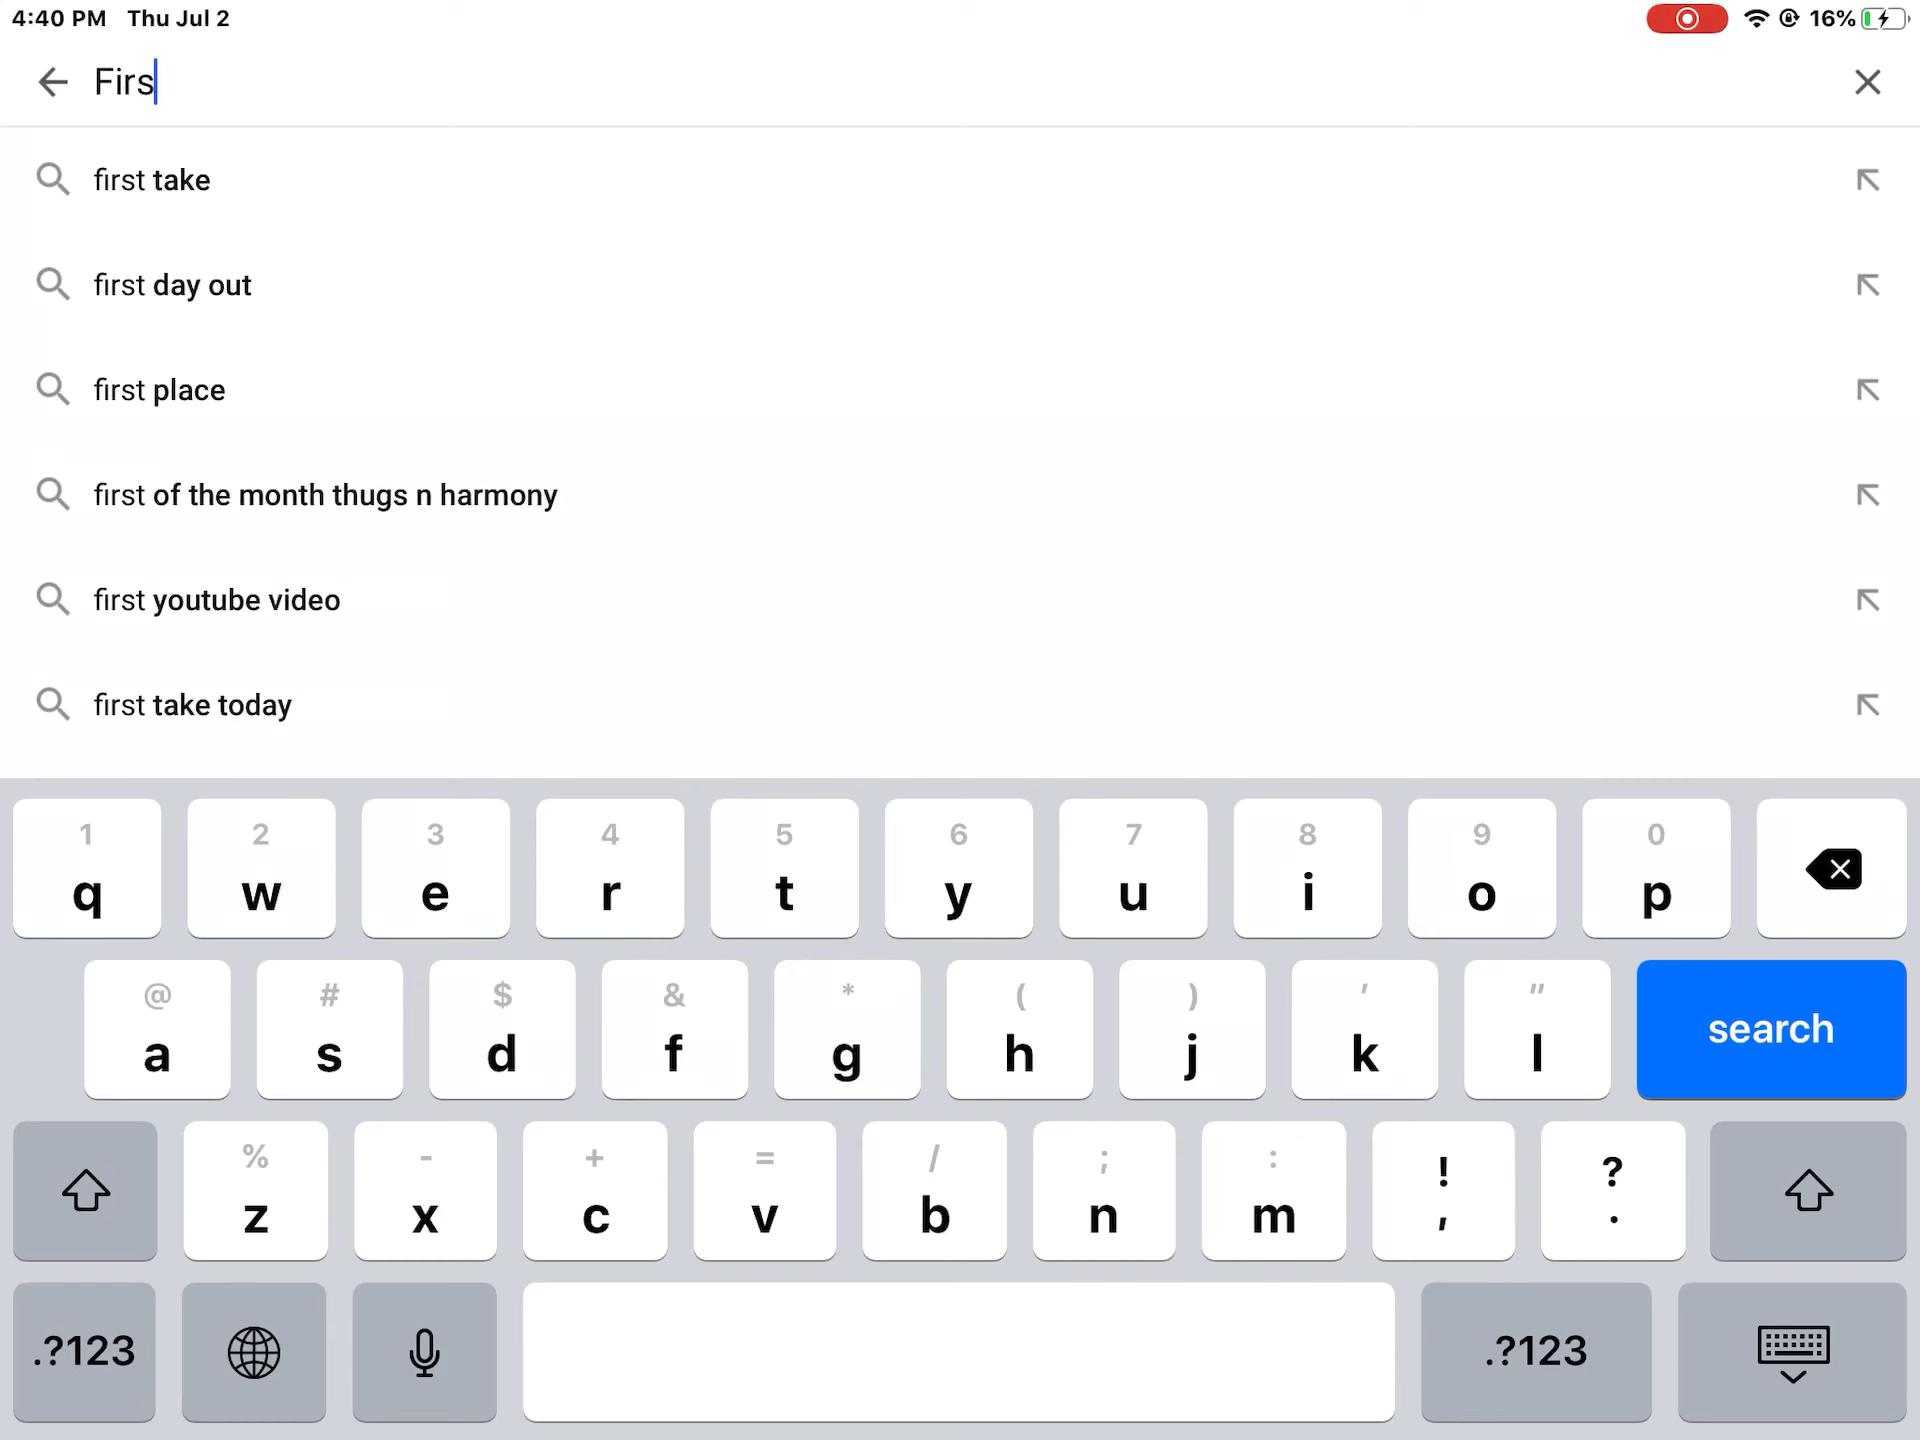 4:40 PM Thu Jul 2 16%
Firs
first take
first day out
first place
first of the month thugs n harmony
first youtube video
first take today
1 2 3 4 5 6 7 8 9 0
q w e r t y u i o p
@ # $ & * ( ) ' "
a s d f g h j k l search
% - + = / ; : ! ?
z x c v b n m , .
.?123 .?123